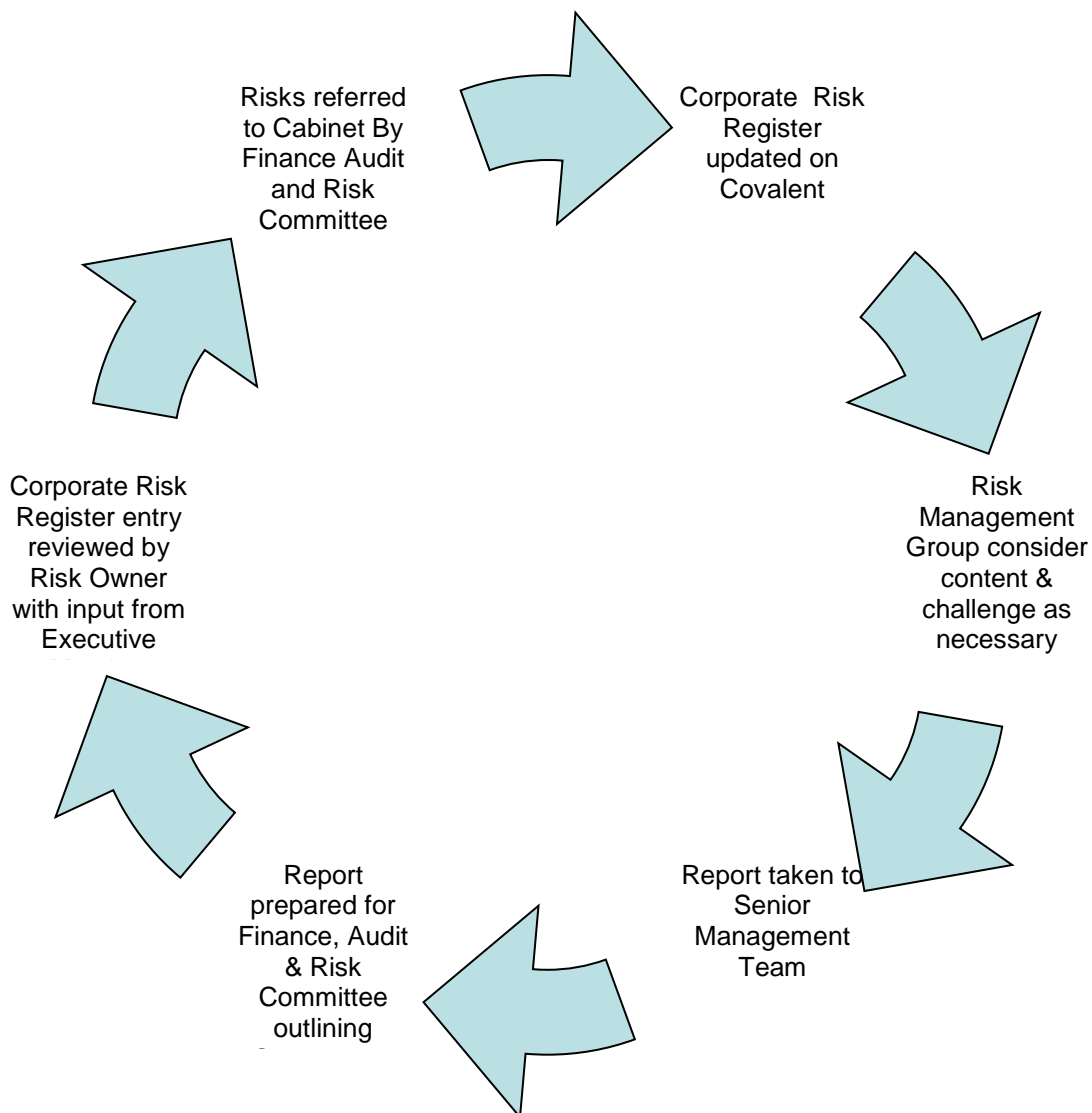 Risks referred
to Cabinet By
Finance Audit
and Risk
Committee
Corporate Risk
Register
updated on
Covalent
Risk
Management
Group consider
content &
challenge as
necessary
Report taken to
Senior
Management
Team
Report
prepared for
Finance, Audit
& Risk
Committee
outlining
Corporate Risk
Register entry
reviewed by
Risk Owner
with input from
Executive